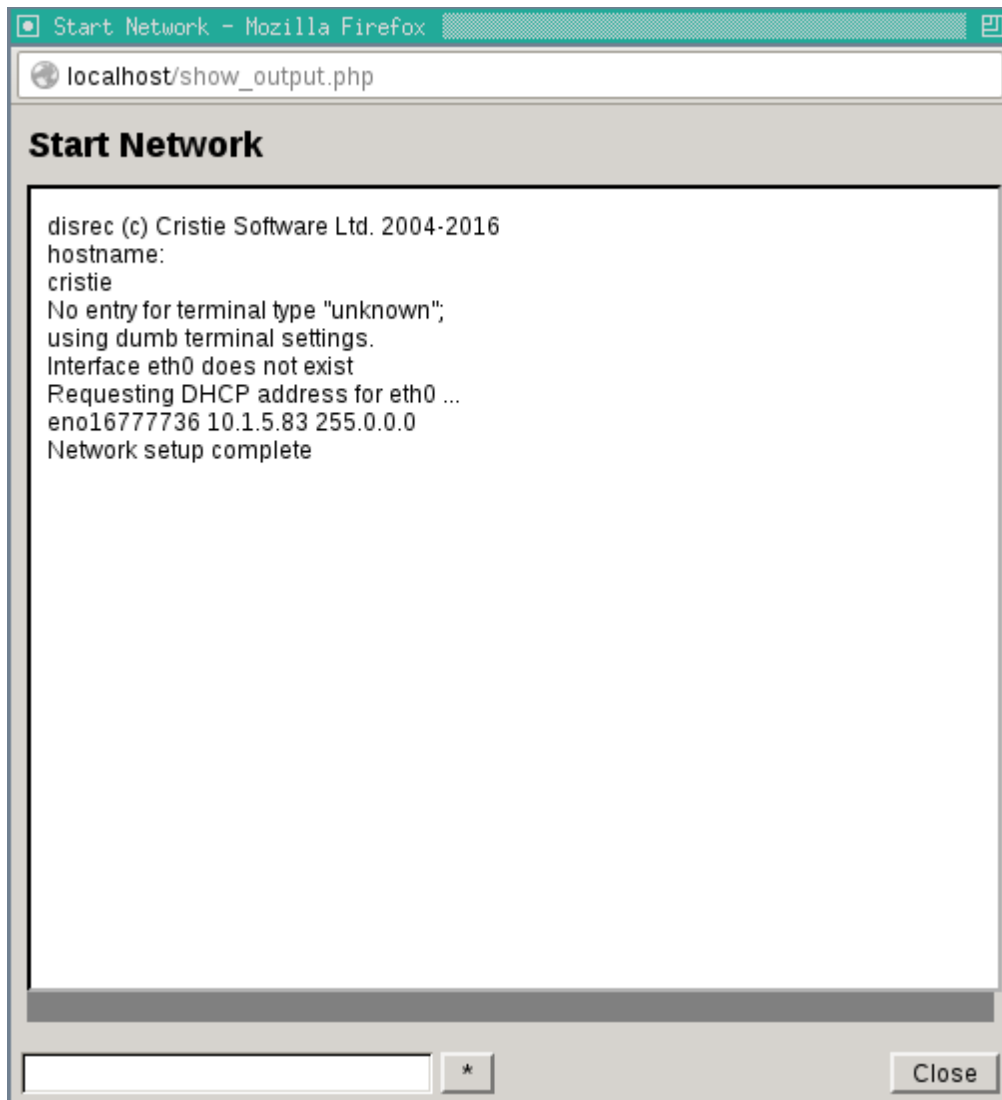 Start Network - Mozilla Firefox
localhost/show_output.php
Start Network
disrec (c) Cristie Software Ltd. 2004-2016
hostname:
cristie
No entry for terminal type "unknown";
using dumb terminal settings.
Interface eth0 does not exist
Requesting DHCP address for eth0 ...
eno16777736 10.1.5.83 255.0.0.0
Network setup complete
*
Close